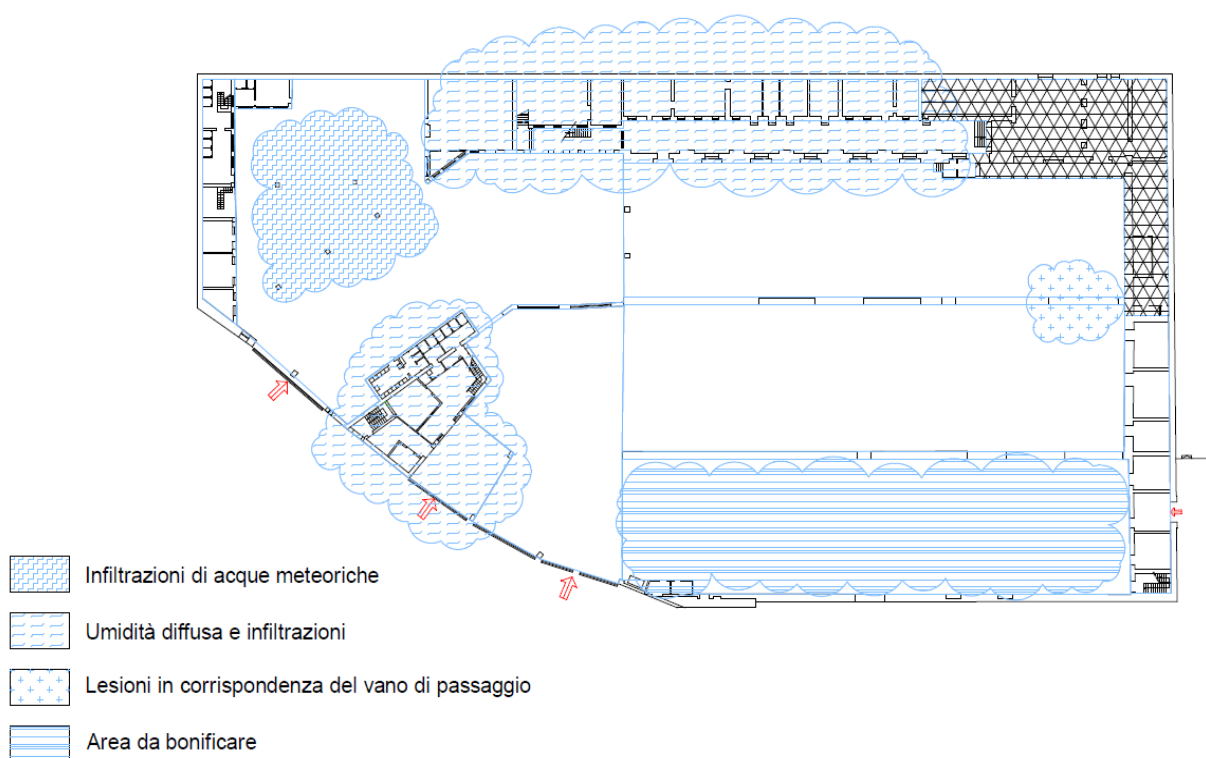 Infiltrazioni di acque meteoriche
Umidità diffusa e infiltrazioni
Lesioni in corrispondenza del vano di passaggio
Area da bonificare